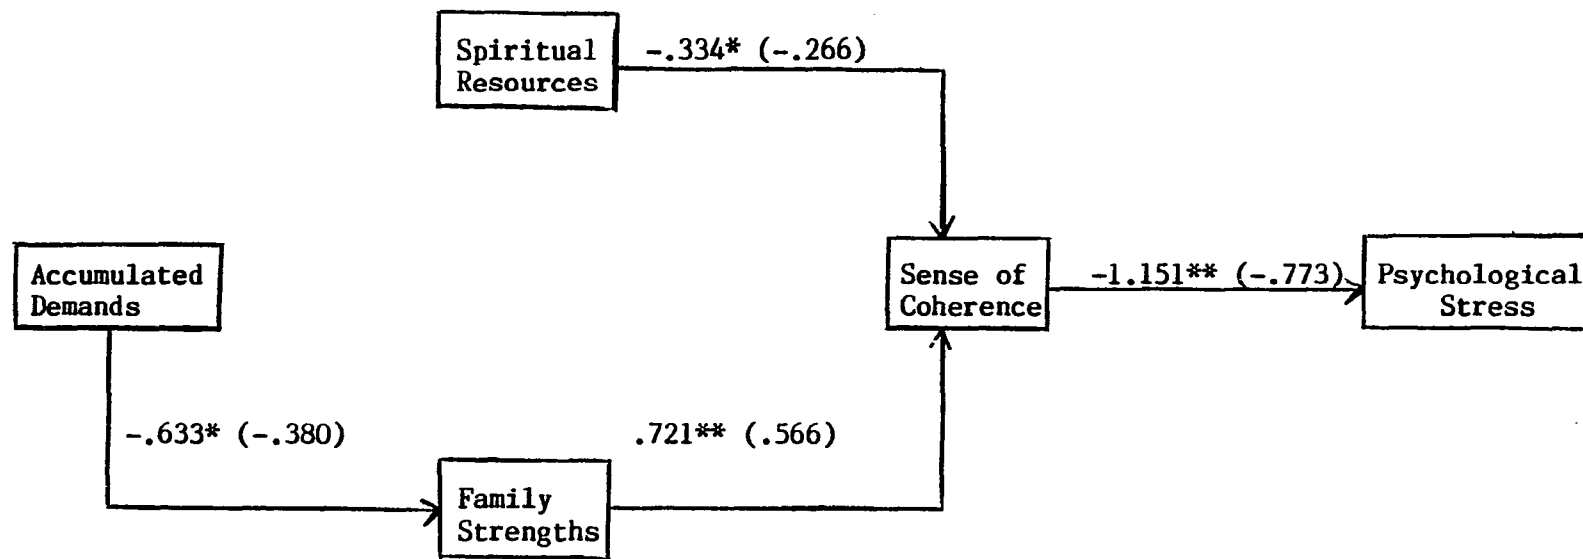 Spiritual
Resources
-.334* (-.266)
Accumulated
Demands
Sense of
Coherence
-1.151** (-.773)
Psychological
Stress
-.633* (-.380)
.721** (.566)
Family
Strengths